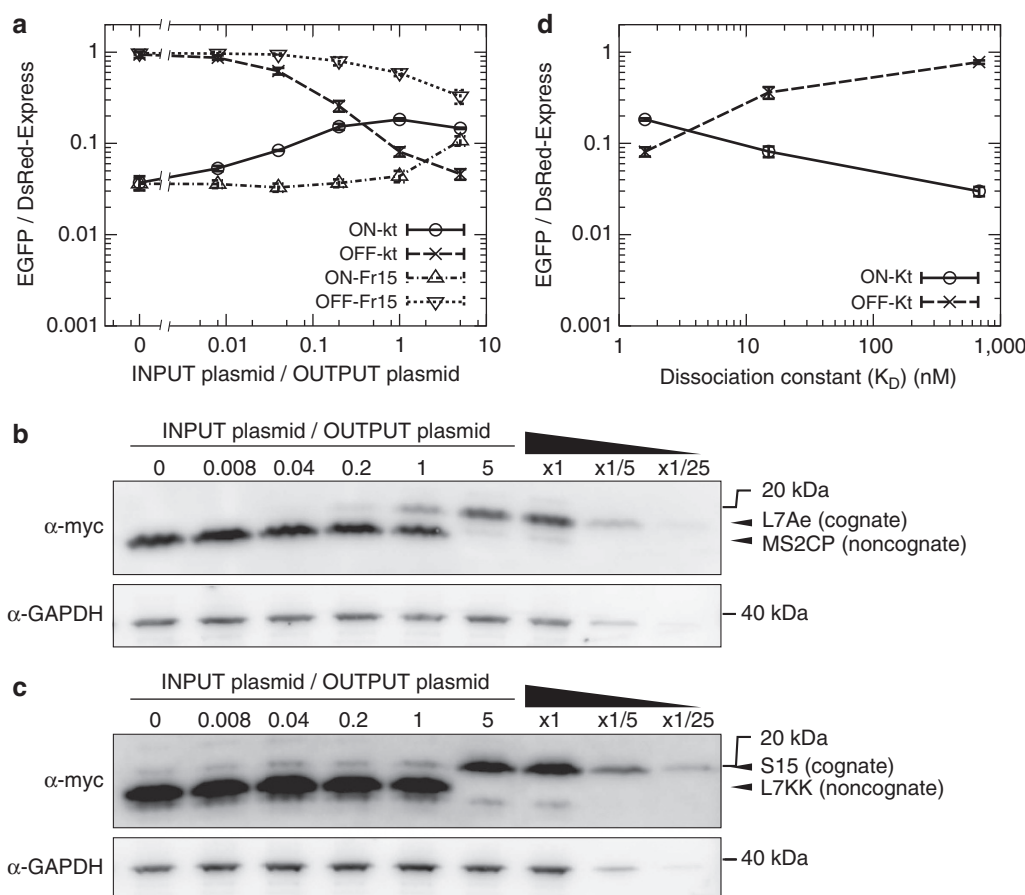 a
EGFP / DsRed-Express
1
0.1
0.01
0.001
0
0.01
0.1
1
10
INPUT plasmid / OUTPUT plasmid
ON-kt
OFF-kt
ON-Fr15
OFF-Fr15
d
EGFP / DsRed-Express
1
0.1
0.01
0.001
1
10
100
1,000
Dissociation constant (K_D) (nM)
ON-Kt
OFF-Kt
b
INPUT plasmid / OUTPUT plasmid
0 0.008 0.04 0.2 1 5 x1 x1/5 x1/25
α-myc
20 kDa
L7Ae (cognate)
MS2CP (noncognate)
α-GAPDH
40 kDa
c
INPUT plasmid / OUTPUT plasmid
0 0.008 0.04 0.2 1 5 x1 x1/5 x1/25
α-myc
20 kDa
S15 (cognate)
L7KK (noncognate)
α-GAPDH
40 kDa